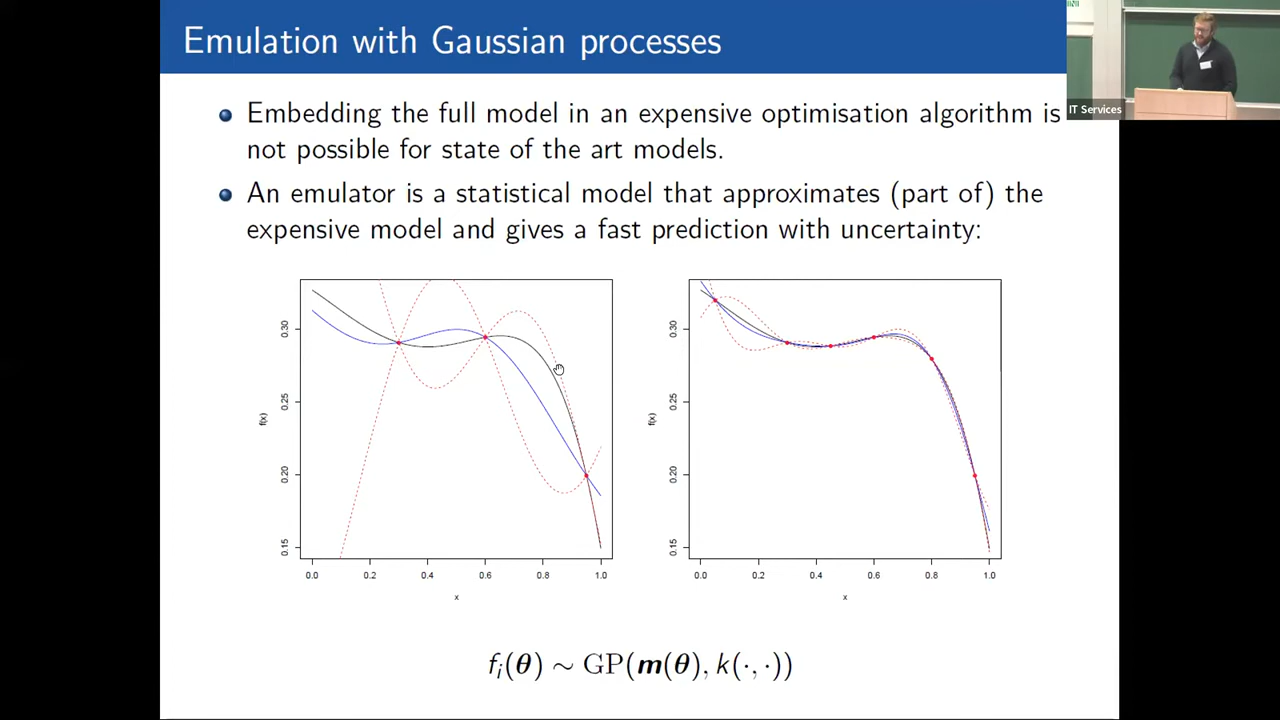 Emulation with Gaussian processes
IT Services
Embedding the full model in an expensive optimisation algorithm is
not possible for state of the art models.
An emulator is a statistical model that approximates (part of) the
expensive model and gives a fast prediction with uncertainty:
f(x)
0.30
0.25
0.20
0.15
0.0 0.2 0.4 0.6 0.8 1.0
x
f(x)
0.30
0.25
0.20
0.15
0.0 0.2 0.4 0.6 0.8 1.0
x
fᵢ(θ) ∼ GP(m(θ), k(·, ·))